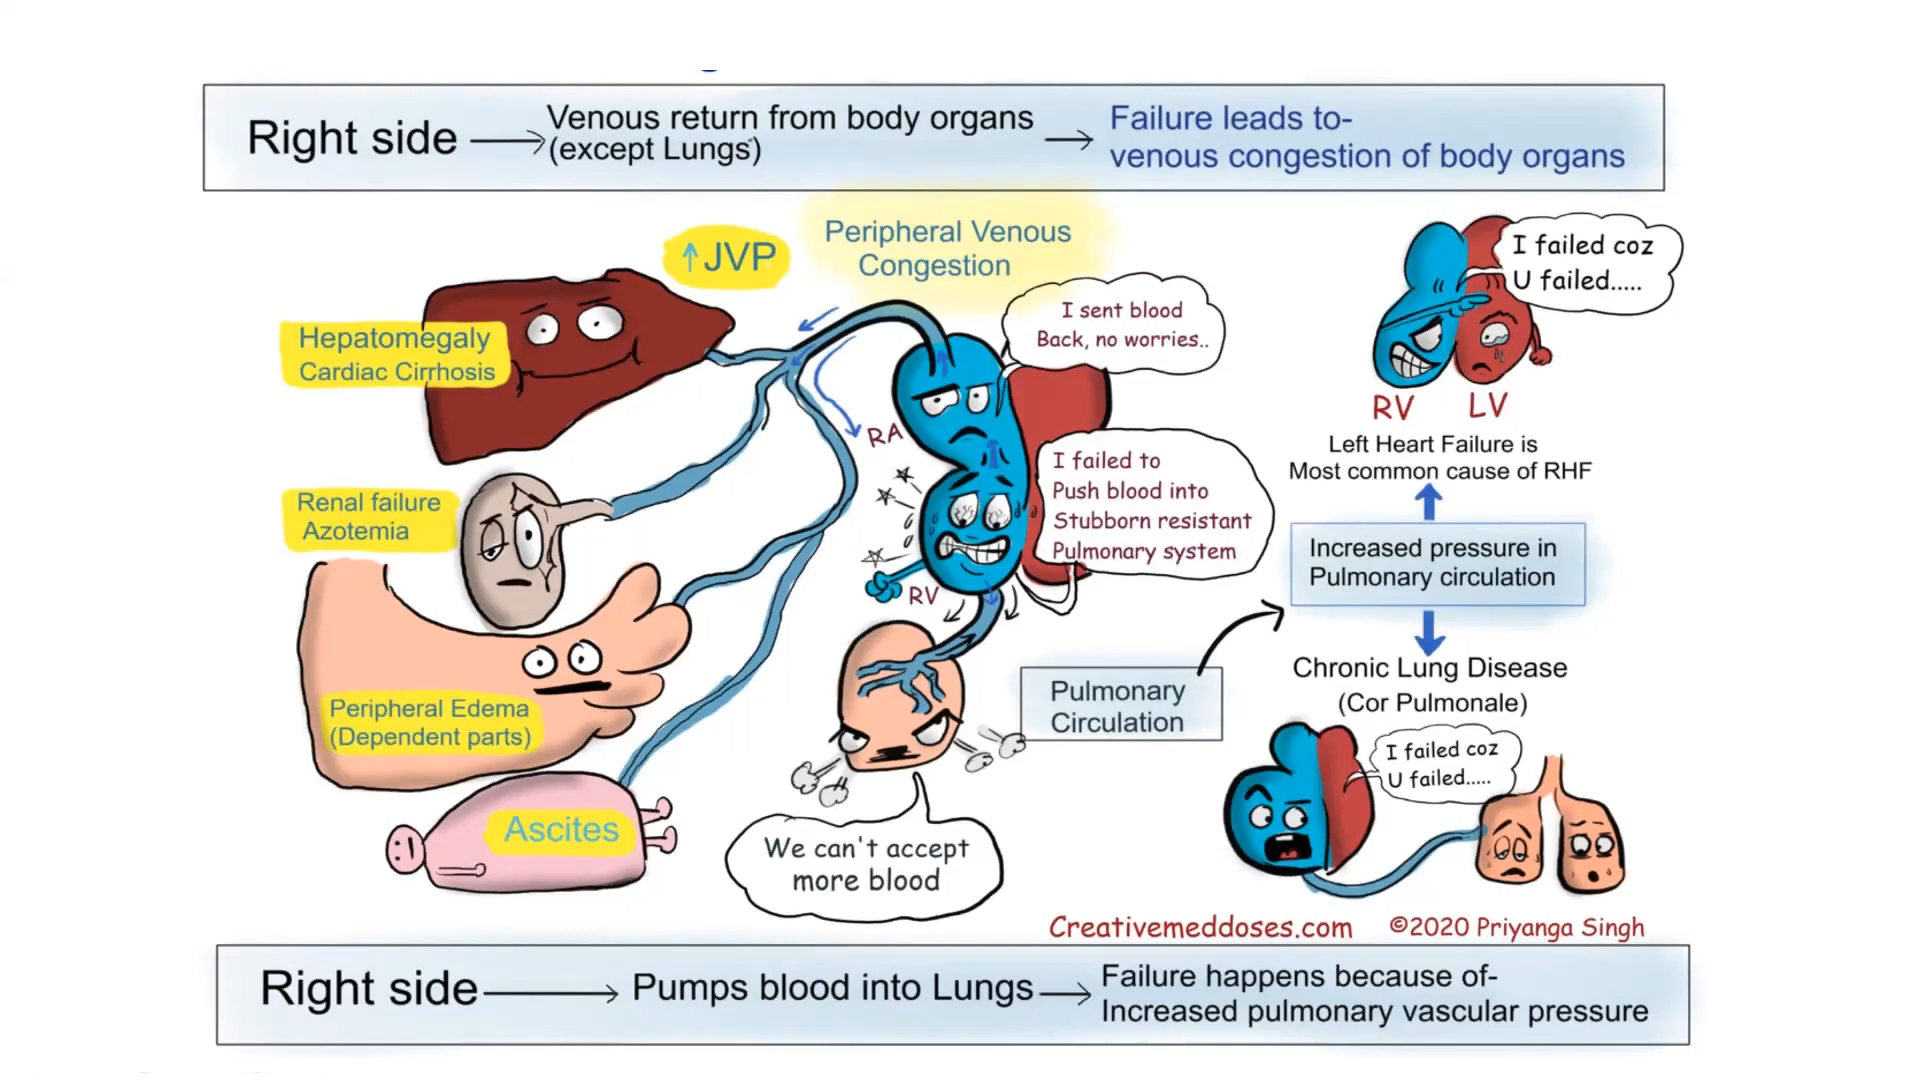 Right side
Venous return from body organs
(except Lungs)
Failure leads to-
venous congestion of body organs
↑JVP
Peripheral Venous
Congestion
Hepatomegaly
Cardiac Cirrhosis
I sent blood
Back, no worries..
I failed coz
U failed.....
RV
LV
RA
Left Heart Failure is
Most common cause of RHF
I failed to
Push blood into
Stubborn resistant
Pulmonary system
Renal failure
Azotemia
RV
Increased pressure in
Pulmonary circulation
Peripheral Edema
(Dependent parts)
Pulmonary
Circulation
Chronic Lung Disease
(Cor Pulmonale)
I failed coz
U failed.....
Ascites
We can't accept
more blood
Creativemeddoses.com
©2020 Priyanga Singh
Right side
Pumps blood into Lungs
Failure happens because of-
Increased pulmonary vascular pressure